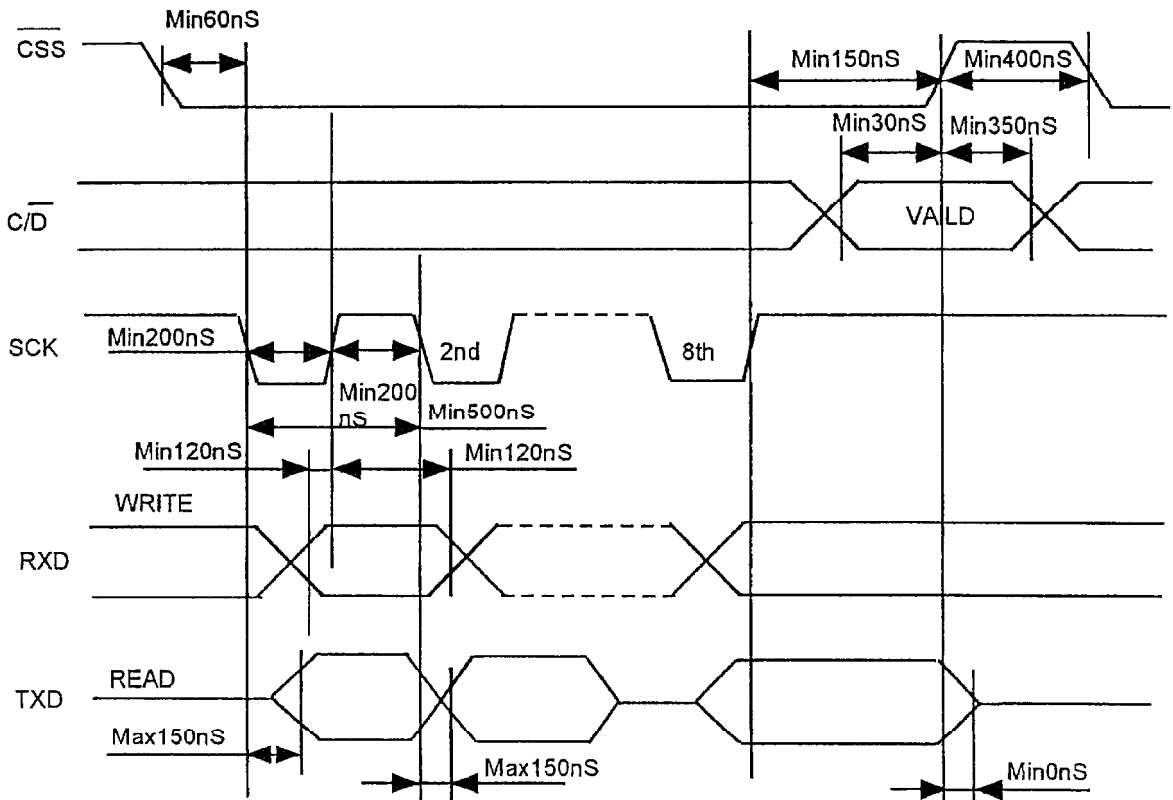 Min60nS
CSS
Min150nS
Min400nS
Min30nS
Min350nS
C/D
VAILD
SCK
Min200nS
2nd
8th
Min200
nS
Min500nS
Min120nS
Min120nS
WRITE
RXD
READ
TXD
Max150nS
Max150nS
Min0nS